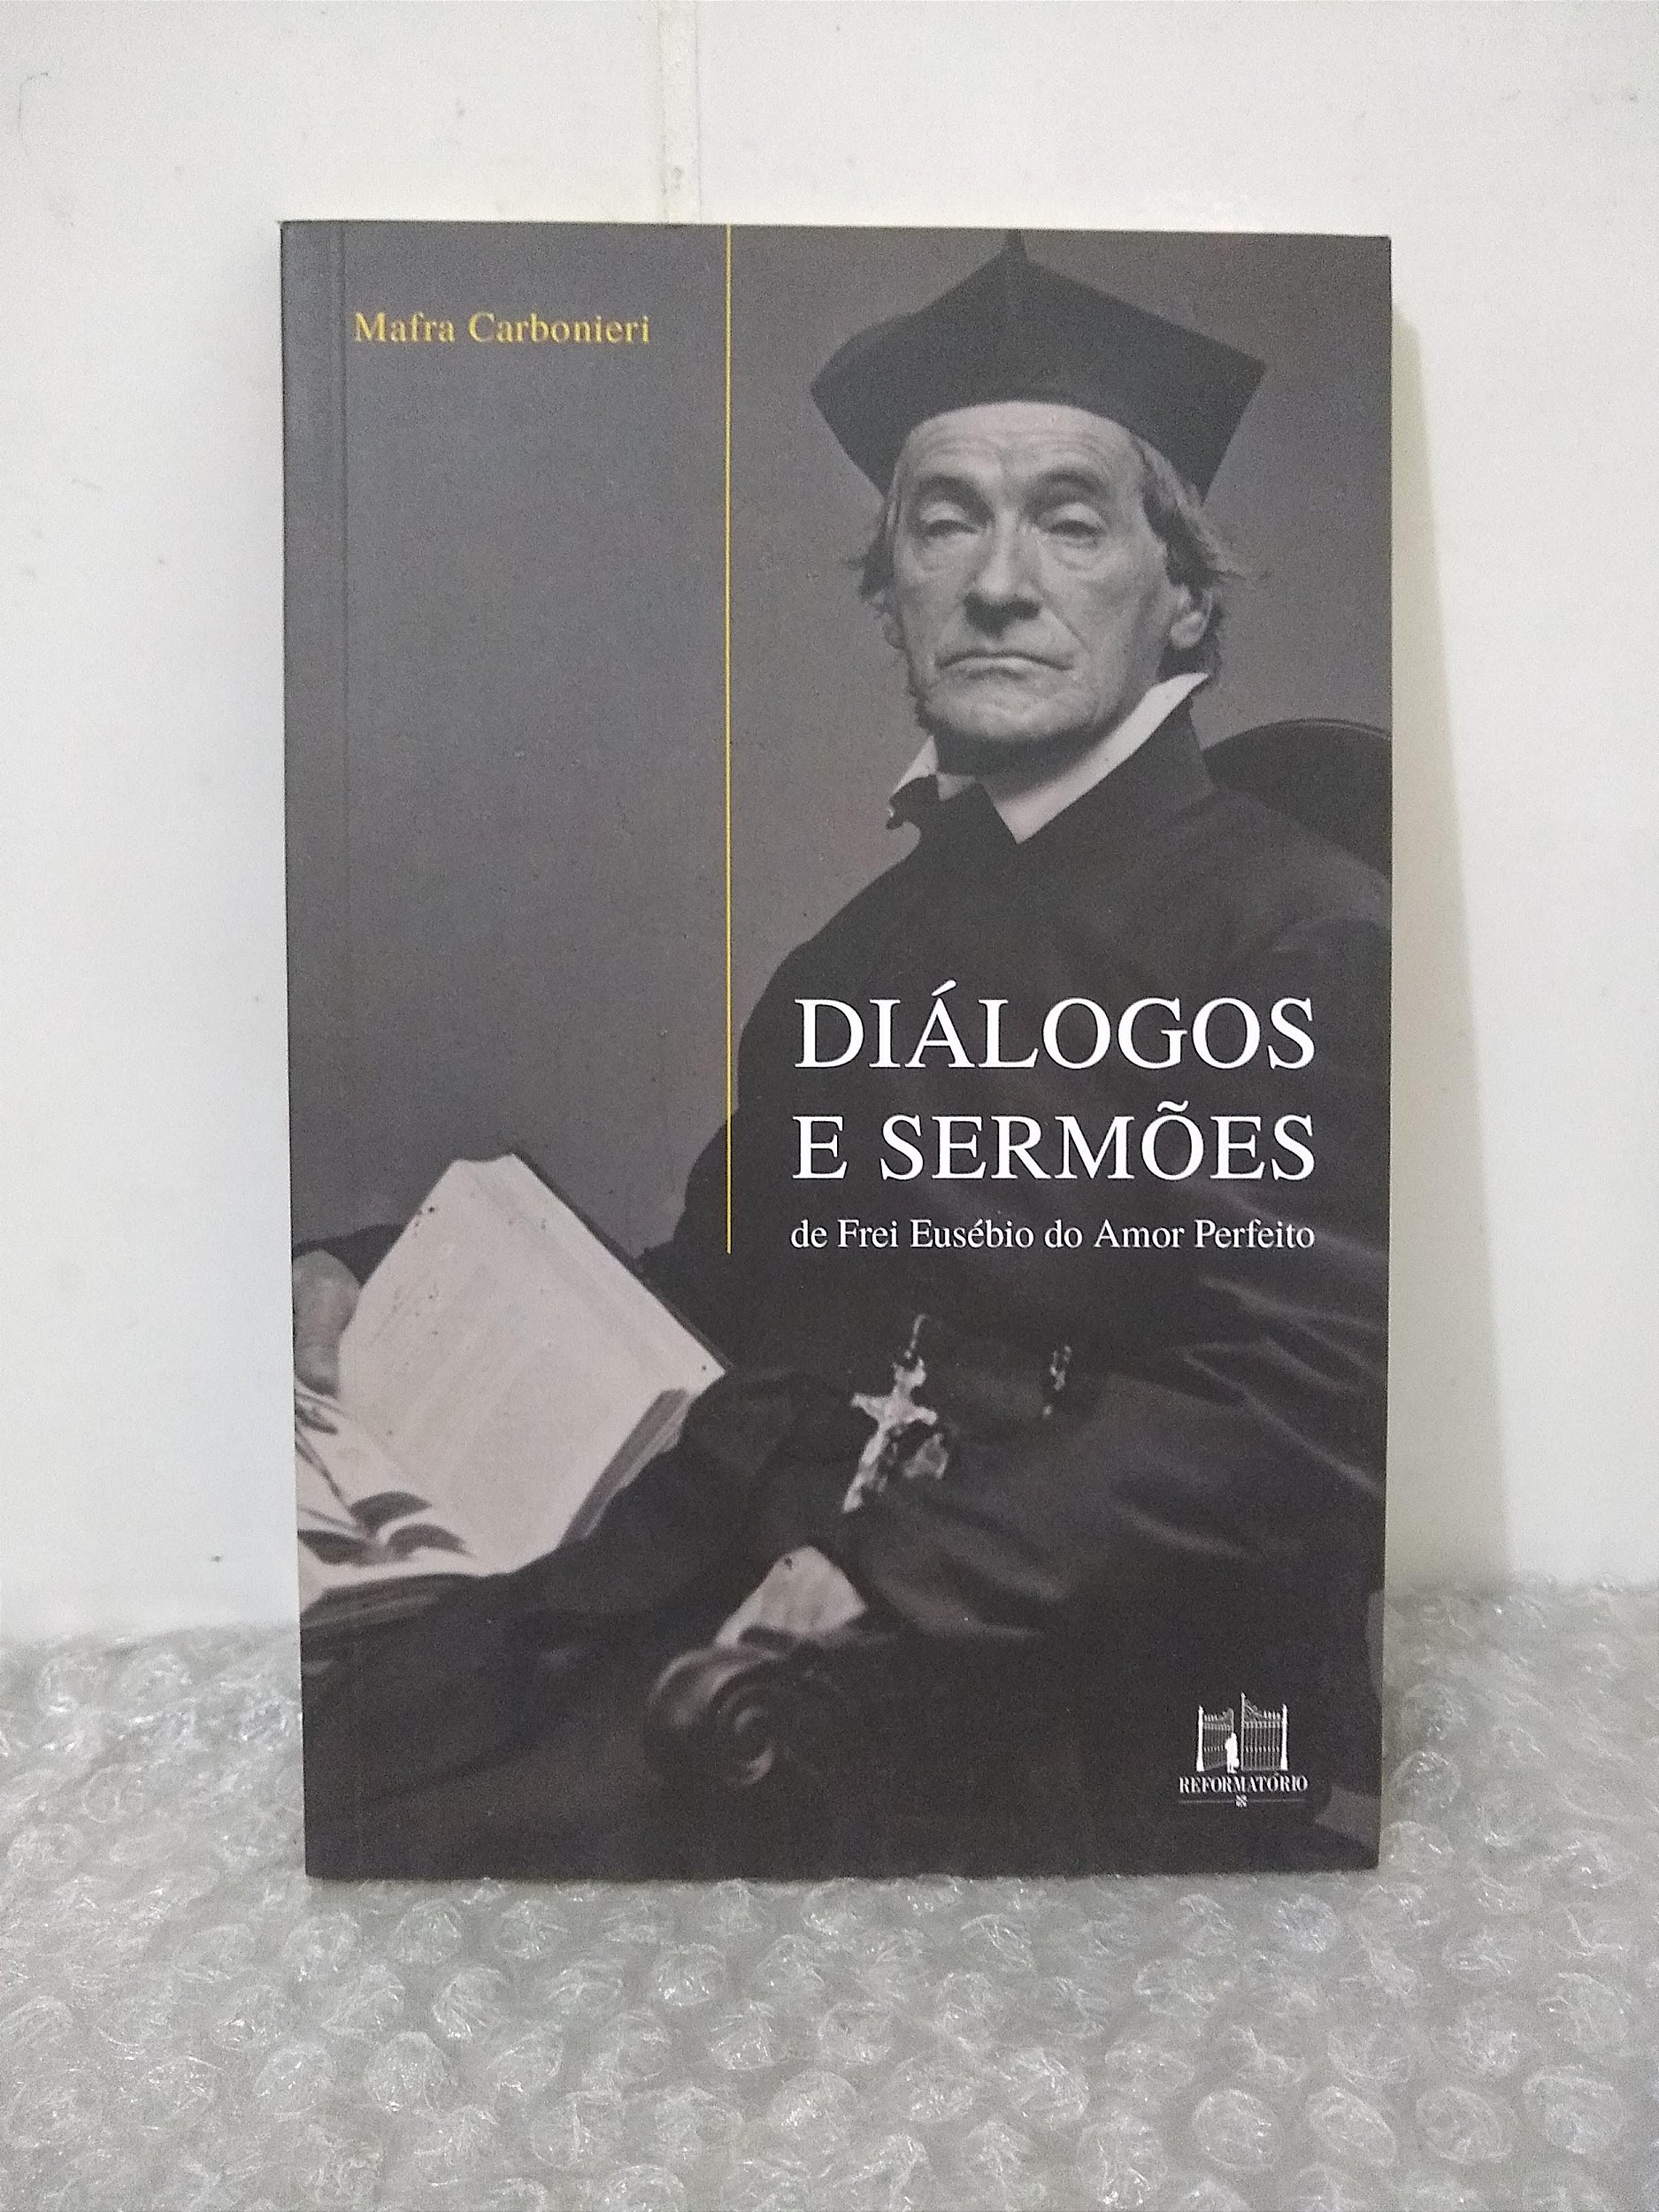 Mafra Carbonieri
DIÁLOGOS
E SERMÕES
de Frei Eusébio do Amor Perfeito
REFORMATÓRIO